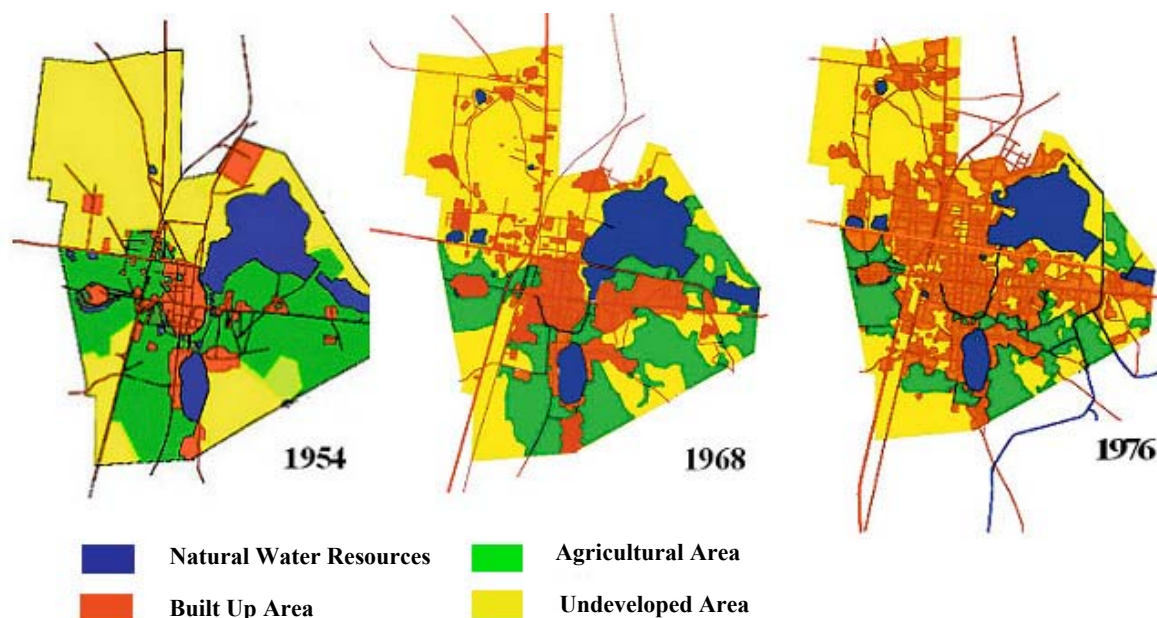 1954
1968
1976
Natural Water Resources
Agricultural Area
Built Up Area
Undeveloped Area